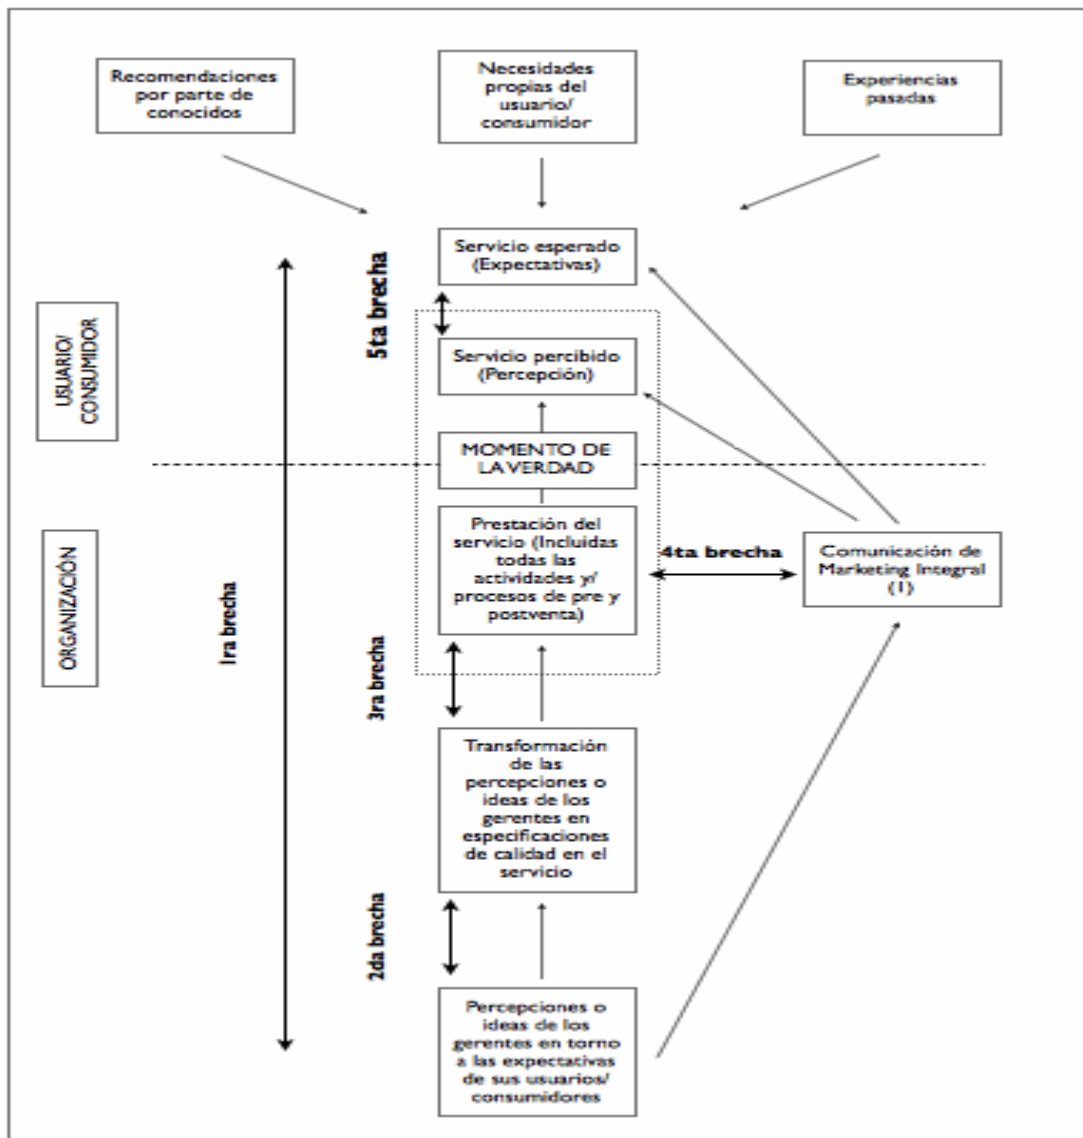 Recomendaciones
por parte de
conocidos
Necesidades
propias del
usuario/
consumidor
Experiencias
pasadas
Servicio esperado
(Expectativas)
5ta brecha
USUARIO/
CONSUMIDOR
Servicio percibido
(Percepción)
MOMENTO DE
LA VERDAD
ORGANIZACIÓN
1ra brecha
Prestación del
servicio (Incluidas
todas las
actividades y/
procesos de pre y
postventa)
4ta brecha
Comunicación de
Marketing Integral
(1)
3ra brecha
Transformación
de las
percepciones o
ideas de los
gerentes en
especificaciones
de calidad en el
servicio
2da brecha
Percepciones o
ideas de los
gerentes en torno
a las expectativas
de sus usuarios/
consumidores